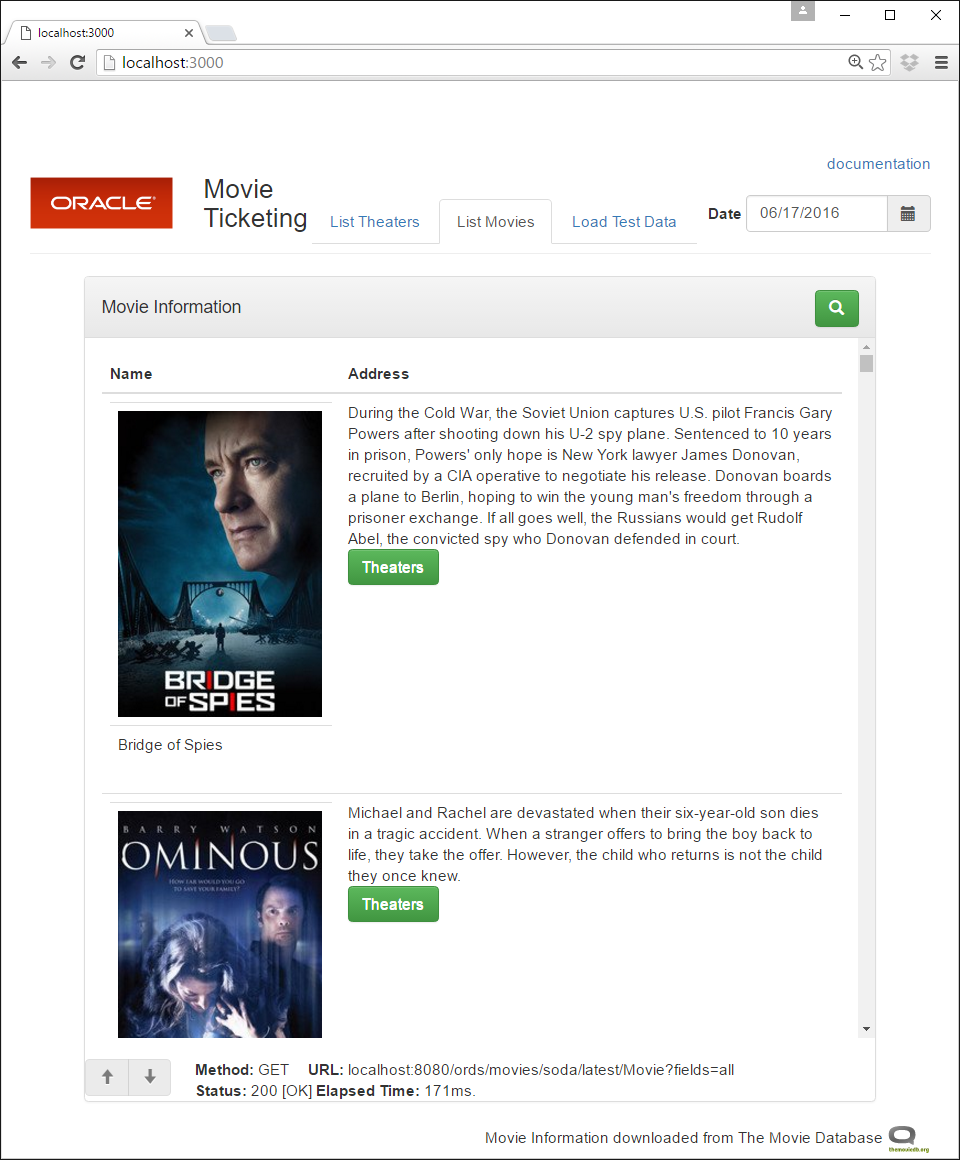 localhost:3000
localhost:3000
documentation
ORACLE®
Movie
Ticketing
List Theaters
List Movies
Load Test Data
Date
06/17/2016
Movie Information
Name
Address
During the Cold War, the Soviet Union captures U.S. pilot Francis Gary
Powers after shooting down his U-2 spy plane. Sentenced to 10 years
in prison, Powers' only hope is New York lawyer James Donovan,
recruited by a CIA operative to negotiate his release. Donovan boards
a plane to Berlin, hoping to win the young man's freedom through a
prisoner exchange. If all goes well, the Russians would get Rudolf
Abel, the convicted spy who Donovan defended in court.
Theaters
BRIDGE
OF SPIES
Bridge of Spies
Michael and Rachel are devastated when their six-year-old son dies
in a tragic accident. When a stranger offers to bring the boy back to
life, they take the offer. However, the child who returns is not the child
they once knew.
Theaters
BARRY WATSON
OMINOUS
HOW FAR WOULD YOU GO
TO SAVE YOUR FAMILY?
Method: GET URL: localhost:8080/ords/movies/soda/latest/Movie?fields=all
Status: 200 [OK] Elapsed Time: 171ms.
Movie Information downloaded from The Movie Database
themoviedb.org